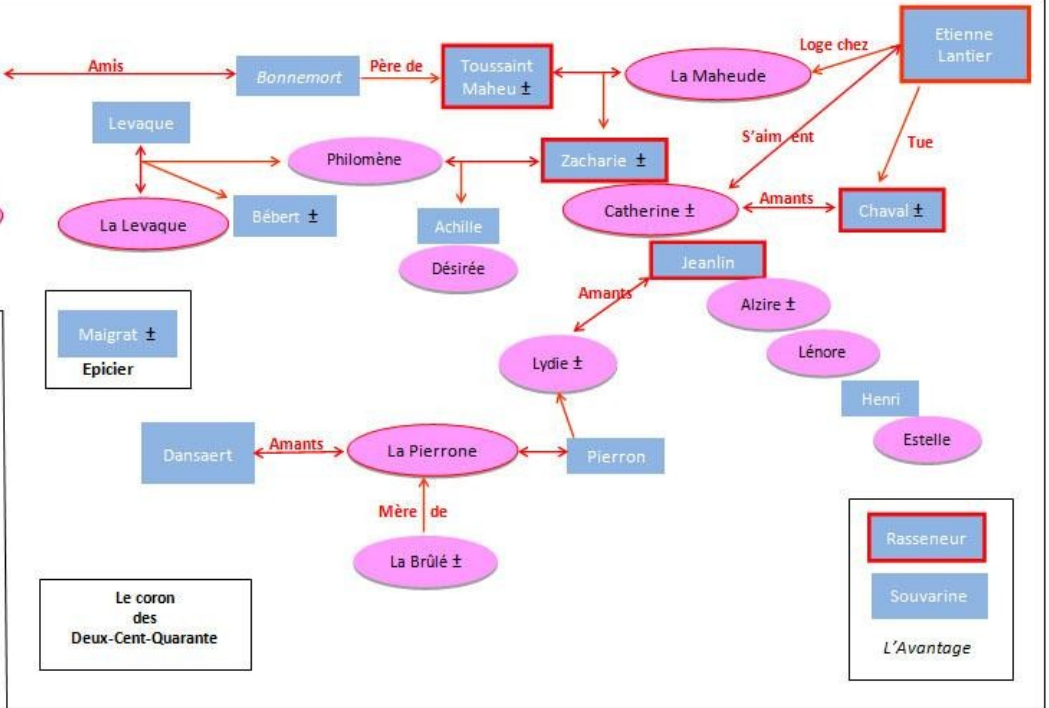 Amis
Bonnemort
Père de
Toussaint
Maheu ±
La Maheude
Loge chez
Etienne
Lantier
Levaque
Philomène
Zacharie ±
S'aim ent
Tue
La Levaque
Bébert ±
Achille
Désirée
Catherine ±
Amants
Chaval ±
Jeanlin
Amants
Alzire ±
Maigrat ±
Epicier
Lydie ±
Lénore
Henri
Estelle
Dansaert
Amants
La Pierrone
Pierron
Mère de
La Brûlé ±
Rasseneur
Souvarine
L'Avantage
Le coron
des
Deux-Cent-Quarante